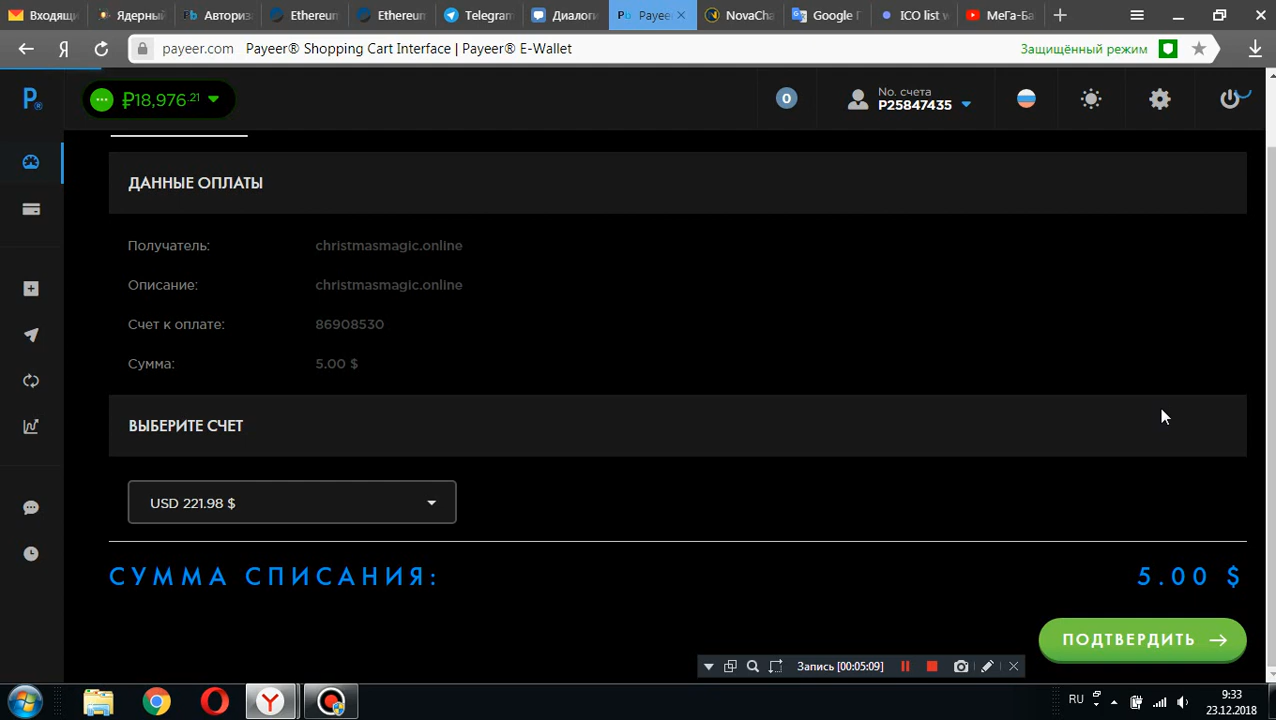 Входящи
Ядерный
Авториз
Ethereum
Ethereum
Telegram
Диалоги
Payee
NovaCha
Google П
ICO list w
МеГа-Ба
payeer.com Payeer® Shopping Cart Interface | Payeer® E-Wallet
Защищённый режим
₽18,976.21
0
No. счета
P25847435
ДАННЫЕ ОПЛАТЫ
Получатель: christmasmagic.online
Описание: christmasmagic.online
Счет к оплате: 86908530
Сумма: 5.00 $
ВЫБЕРИТЕ СЧЕТ
USD 221.98 $
СУММА СПИСАНИЯ: 5.00 $
ПОДТВЕРДИТЬ
Запись [00:05:09]
RU
9:33
23.12.2018